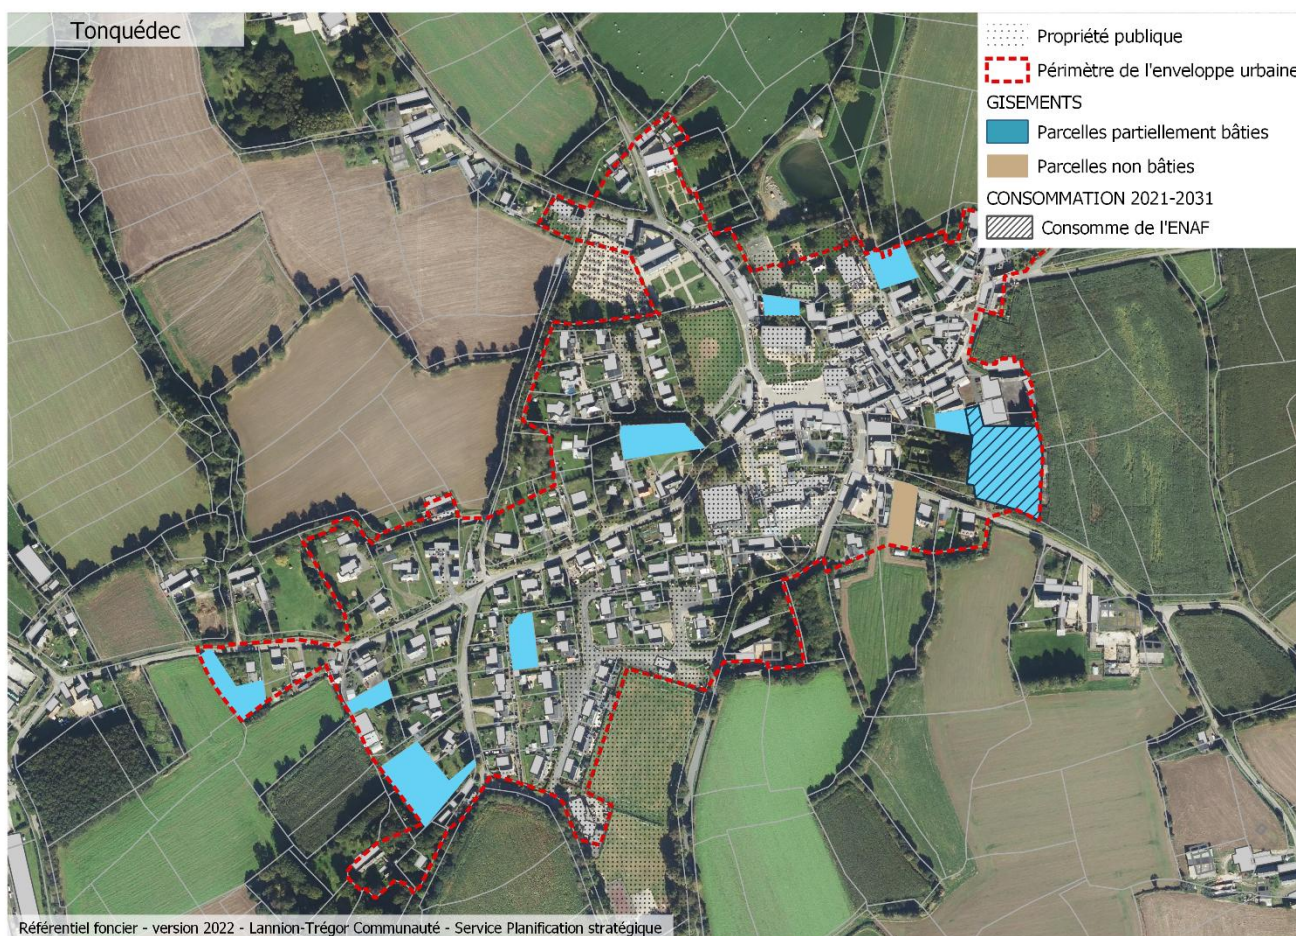 Tonquédec
Propriété publique
Périmètre de l'enveloppe urbaine
GISEMENTS
Parcelles partiellement bâties
Parcelles non bâties
CONSOMMATION 2021-2031
Consomme de l'ENAF
Référentiel foncier - version 2022 - Lannion-Trégor Communauté - Service Planification stratégique